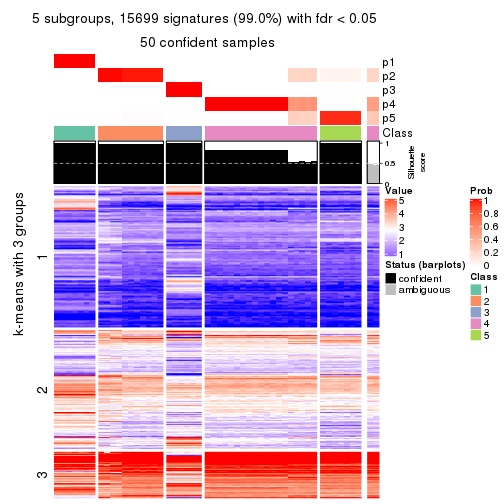 5 subgroups, 15699 signatures (99.0%) with fdr < 0.05
50 confident samples
p1
p2
p3
p4
p5
Class
1
0.5
0
Silhouette
score
k-means with 3 groups
1
2
3
Value
5
4
3
2
1
Status (barplots)
confident
ambiguous
Prob
1
0.8
0.6
0.4
0.2
0
Class
1
2
3
4
5